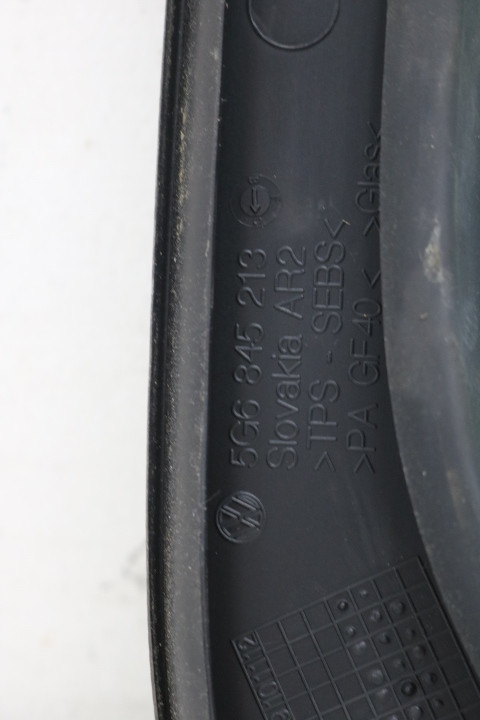 5G6 845 213
Slovakia AR2
>TPS - SEBS<
>PA GF40< >Glas<